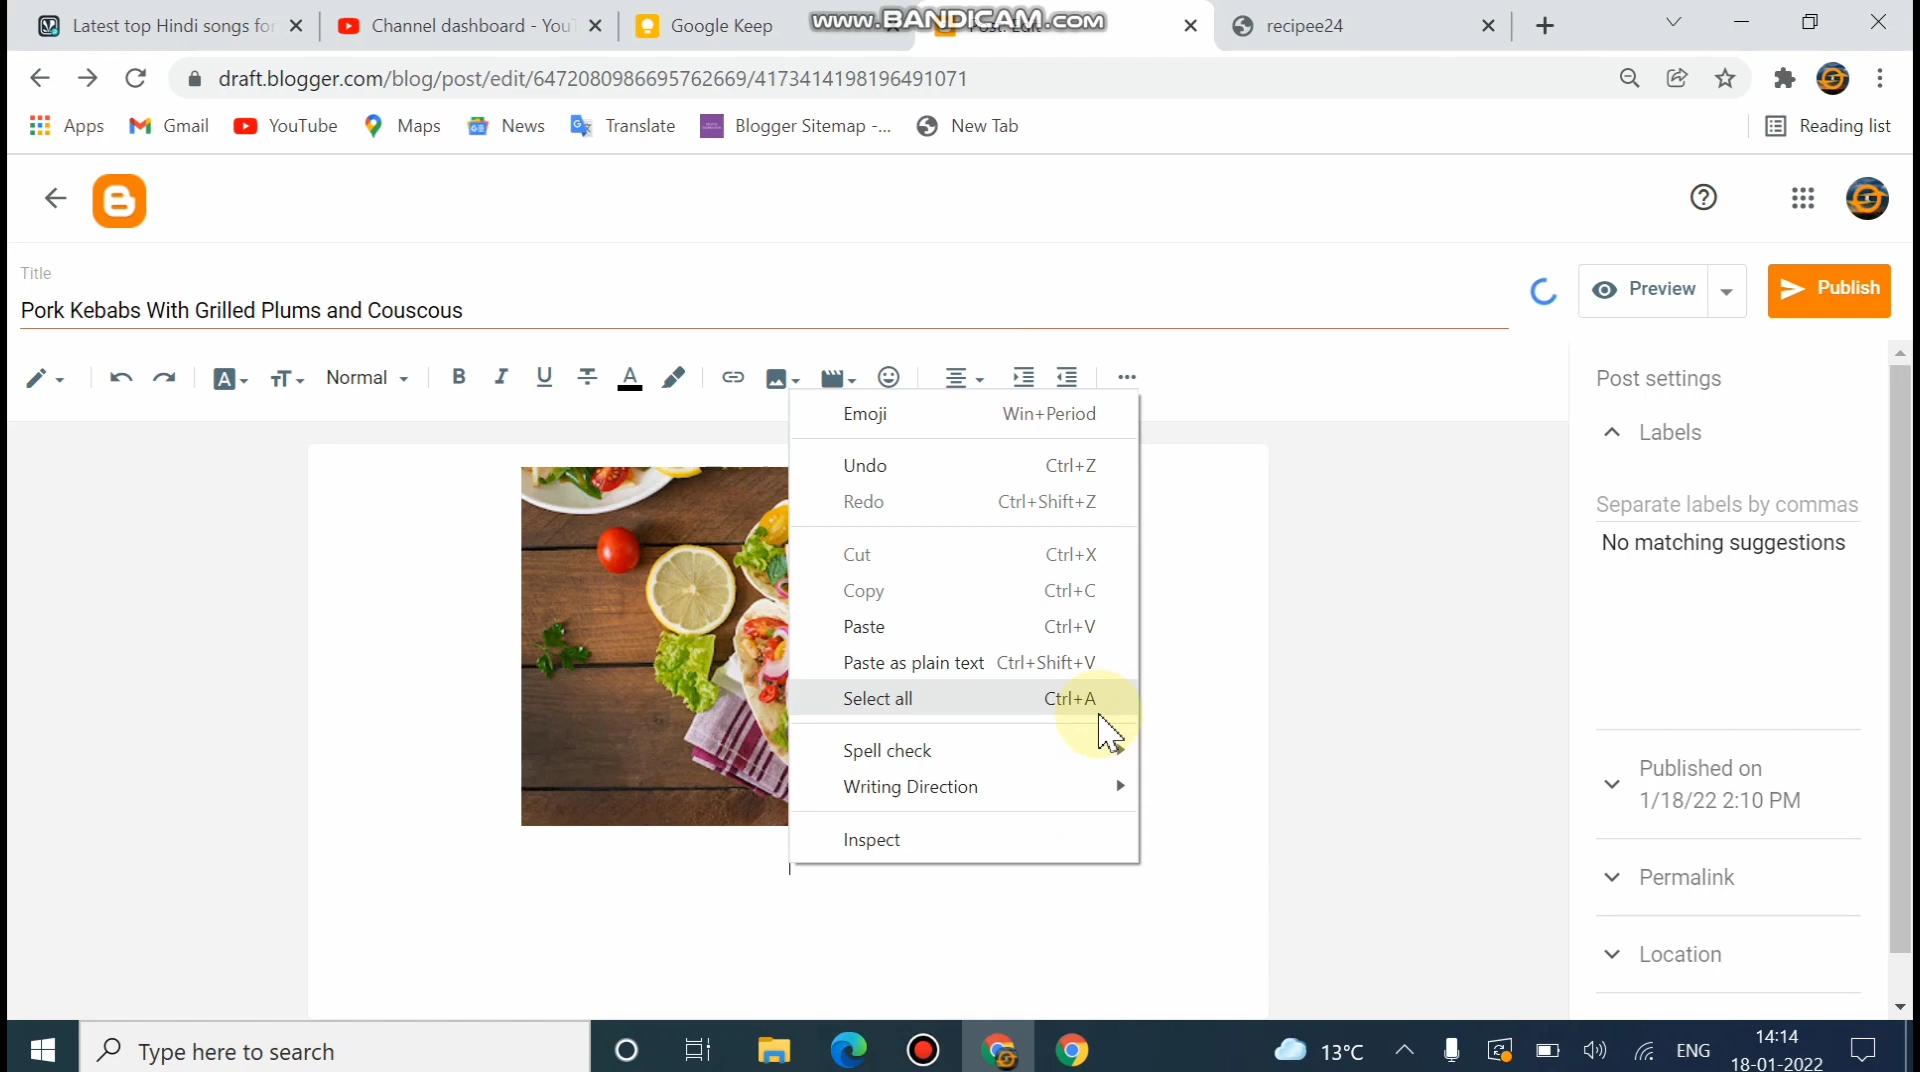 Latest top Hindi songs for
Channel dashboard - YouT
Google Keep
Post: Edit
recipee24
www.BANDICAM.com
draft.blogger.com/blog/post/edit/6472080986695762669/4173414198196491071
Apps
Gmail
YouTube
Maps
News
Translate
Blogger Sitemap -...
New Tab
Reading list
Title
Pork Kebabs With Grilled Plums and Couscous
Preview
Publish
Normal
Post settings
Labels
Separate labels by commas
No matching suggestions
Published on
1/18/22 2:10 PM
Permalink
Location
Emoji Win+Period
Undo Ctrl+Z
Redo Ctrl+Shift+Z
Cut Ctrl+X
Copy Ctrl+C
Paste Ctrl+V
Paste as plain text Ctrl+Shift+V
Select all Ctrl+A
Spell check
Writing Direction
Inspect
Type here to search
13°C
ENG
14:14
18-01-2022